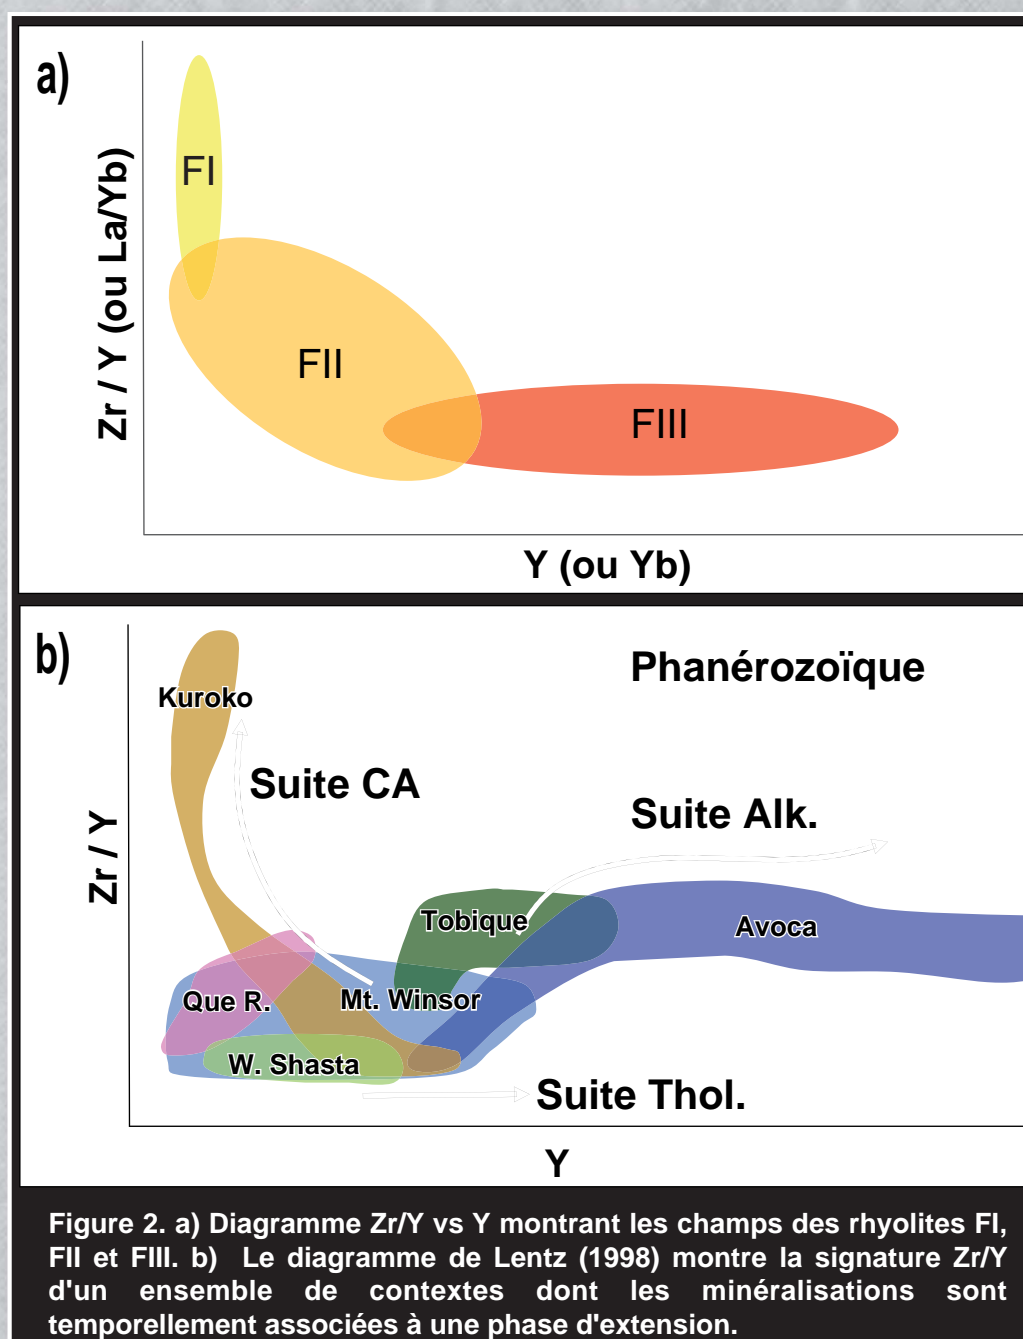 a)
Zr / Y (ou La/Yb)
FI
FII
FIII
Y (ou Yb)
b)
Phanérozoïque
Kuroko
Suite CA
Suite Alk.
Zr / Y
Tobique
Avoca
Que R.
Mt. Winsor
W. Shasta
Suite Thol.
Y
Figure 2. a) Diagramme Zr/Y vs Y montrant les champs des rhyolites FI,
FII et FIII. b) Le diagramme de Lentz (1998) montre la signature Zr/Y
d'un ensemble de contextes dont les minéralisations sont
temporellement associées à une phase d'extension.